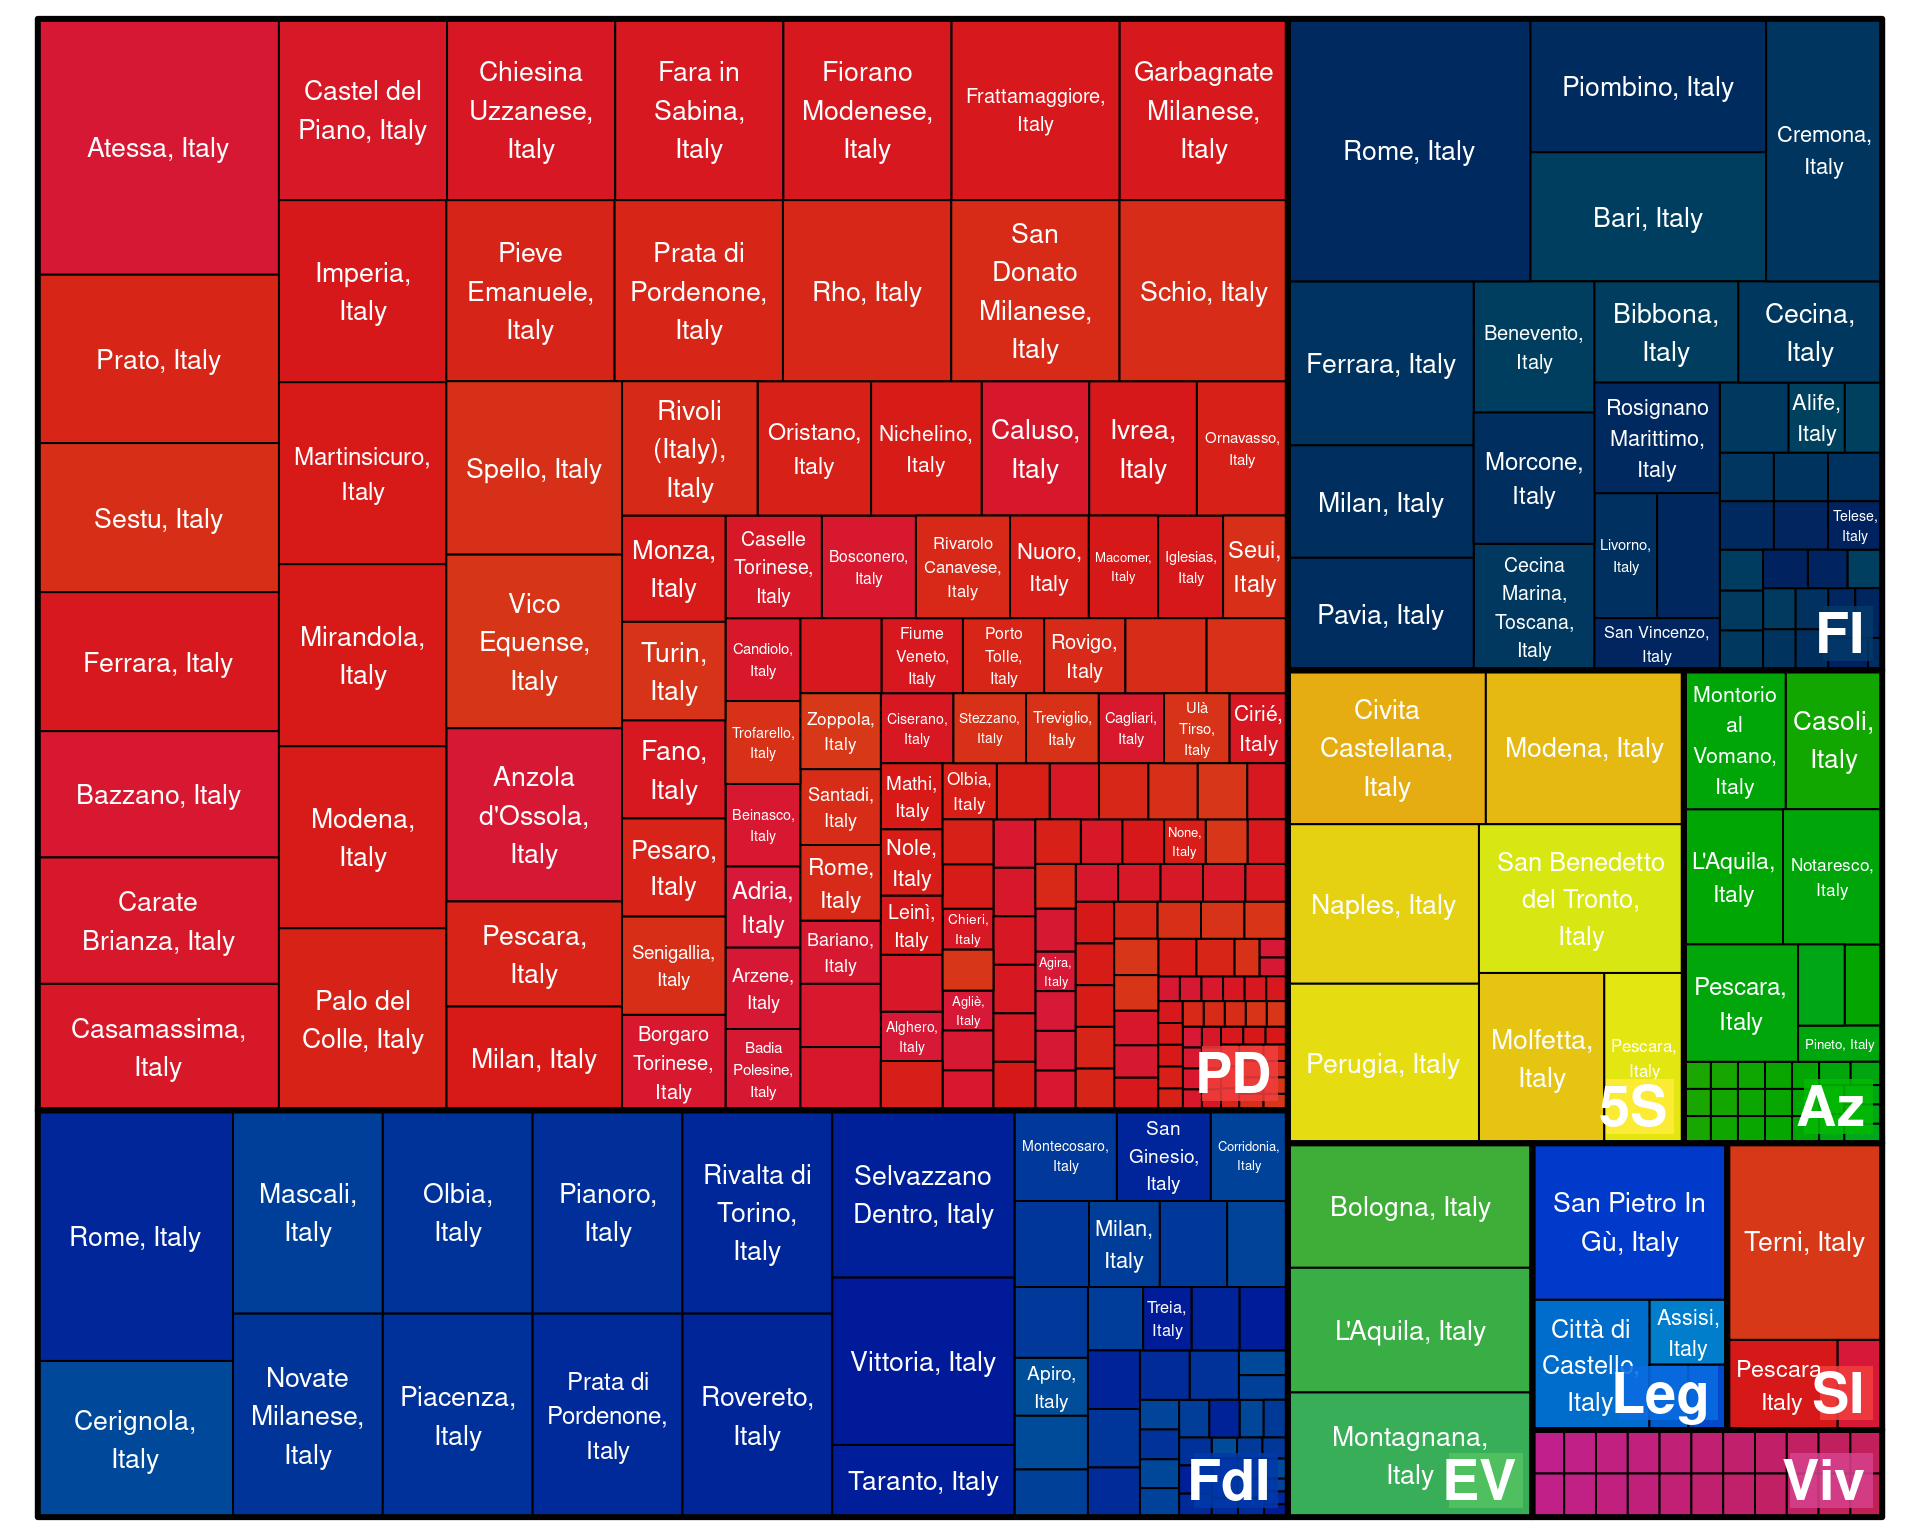 Atessa, Italy
Prato, Italy
Sestu, Italy
Ferrara, Italy
Bazzano, Italy
Carate
Brianza, Italy
Casamassima,
Italy
Castel del
Piano, Italy
Chiesina
Uzzanese,
Italy
Fara in
Sabina,
Italy
Fiorano
Modenese,
Italy
Frattamaggiore,
Italy
Garbagnate
Milanese,
Italy
Imperia,
Italy
Pieve
Emanuele,
Italy
Prata di
Pordenone,
Italy
Rho, Italy
San
Donato
Milanese,
Italy
Schio, Italy
Martinsicuro,
Italy
Mirandola,
Italy
Modena,
Italy
Palo del
Colle, Italy
Spello, Italy
Vico
Equense,
Italy
Anzola
d'Ossola,
Italy
Pescara,
Italy
Milan, Italy
Rivoli
(Italy),
Italy
Oristano,
Italy
Nichelino,
Italy
Caluso,
Italy
Ivrea,
Italy
Ornavasso,
Italy
Monza,
Italy
Turin,
Italy
Fano,
Italy
Pesaro,
Italy
Senigallia,
Italy
Borgaro
Torinese,
Italy
Caselle
Torinese,
Italy
Bosconero,
Italy
Rivarolo
Canavese,
Italy
Nuoro,
Italy
Macomer,
Italy
Iglesias,
Italy
Seui,
Italy
Candiolo,
Italy
Trofarello,
Italy
Beinasco,
Italy
Adria,
Italy
Arzene,
Italy
Badia
Polesine,
Italy
Fiume
Veneto,
Italy
Porto
Tolle,
Italy
Rovigo,
Italy
Zoppola,
Italy
Santadi,
Italy
Rome,
Italy
Bariano,
Italy
Ciserano,
Italy
Stezzano,
Italy
Treviglio,
Italy
Cagliari,
Italy
Ulà
Tirso,
Italy
Cirié,
Italy
Mathi,
Italy
Nole,
Italy
Leinì,
Italy
Alghero,
Italy
Olbia,
Italy
Chieri,
Italy
Agliè,
Italy
Agira,
Italy
None,
Italy
PD
Rome, Italy
Piombino, Italy
Bari, Italy
Cremona,
Italy
Ferrara, Italy
Milan, Italy
Pavia, Italy
Benevento,
Italy
Morcone,
Italy
Cecina
Marina,
Toscana,
Italy
Bibbona,
Italy
Cecina,
Italy
Rosignano
Marittimo,
Italy
Livorno,
Italy
San Vincenzo,
Italy
Alife,
Italy
Telese,
Italy
FI
Civita
Castellana,
Italy
Modena, Italy
Naples, Italy
Perugia, Italy
San Benedetto
del Tronto,
Italy
Molfetta,
Italy
Pescara,
Italy
5S
Montorio
al
Vomano,
Italy
Casoli,
Italy
L'Aquila,
Italy
Notaresco,
Italy
Pescara,
Italy
Pineto, Italy
Az
Rome, Italy
Cerignola,
Italy
Mascali,
Italy
Olbia,
Italy
Pianoro,
Italy
Rivalta di
Torino,
Italy
Novate
Milanese,
Italy
Piacenza,
Italy
Prata di
Pordenone,
Italy
Rovereto,
Italy
Selvazzano
Dentro, Italy
Vittoria, Italy
Taranto, Italy
Montecosaro,
Italy
San
Ginesio,
Italy
Corridonia,
Italy
Milan,
Italy
Treia,
Italy
Apiro,
Italy
FdI
Bologna, Italy
L'Aquila, Italy
Montagnana,
Italy
EV
San Pietro In
Gù, Italy
Città di
Castello,
Italy
Assisi,
Italy
Leg
Terni, Italy
Pescara,
Italy
SI
Viv